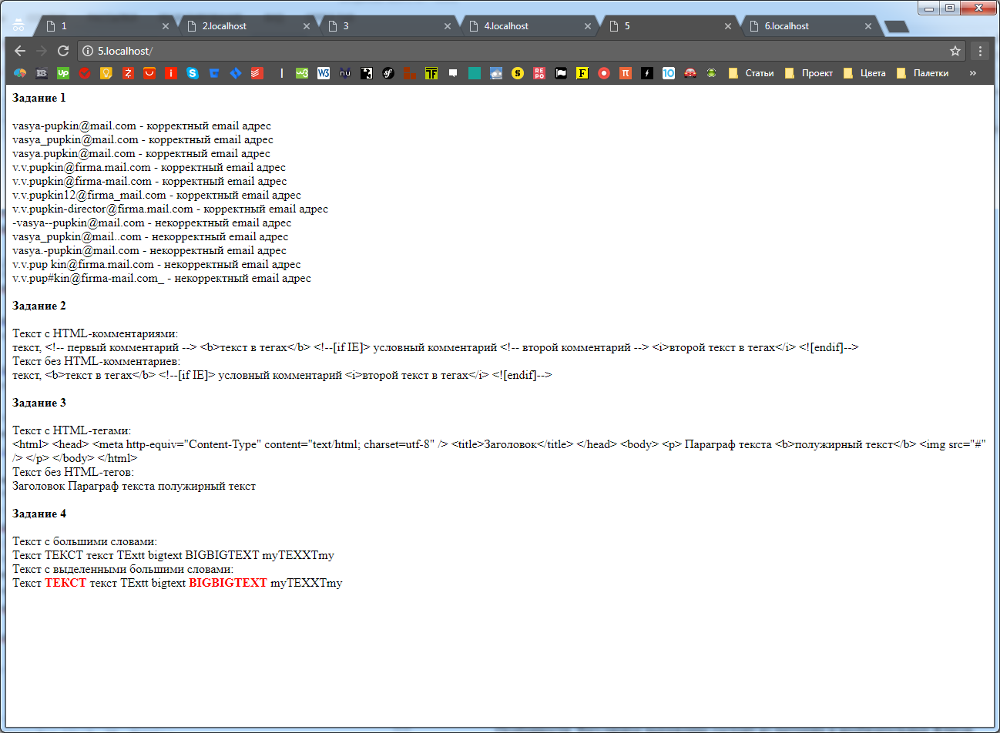 1
2.localhost
3
4.localhost
5
6.localhost
5.localhost/
Статьи
Проект
Цвета
Палетки
Задание 1
vasya-pupkin@mail.com - корректный email адрес
vasya_pupkin@mail.com - корректный email адрес
vasya.pupkin@mail.com - корректный email адрес
v.v.pupkin@firma.mail.com - корректный email адрес
v.v.pupkin@firma-mail.com - корректный email адрес
v.v.pupkin12@firma_mail.com - корректный email адрес
v.v.pupkin-director@firma.mail.com - корректный email адрес
-vasya--pupkin@mail.com - некорректный email адрес
vasya_pupkin@mail..com - некорректный email адрес
vasya.-pupkin@mail.com - некорректный email адрес
v.v.pup kin@firma.mail.com - некорректный email адрес
v.v.pup#kin@firma-mail.com_ - некорректный email адрес
Задание 2
Текст с HTML-комментариями:
текст, <!-- первый комментарий --> <b>текст в тегах</b> <!--[if IE]> условный комментарий <!-- второй комментарий --> <i>второй текст в тегах</i> <![endif]-->
Текст без HTML-комментариев:
текст, <b>текст в тегах</b> <!--[if IE]> условный комментарий <i>второй текст в тегах</i> <![endif]-->
Задание 3
Текст с HTML-тегами:
<html> <head> <meta http-equiv="Content-Type" content="text/html; charset=utf-8" /> <title>Заголовок</title> </head> <body> <p> Параграф текста <b>полужирный текст</b> <img src="#"
/> </p> </body> </html>
Текст без HTML-тегов:
Заголовок Параграф текста полужирный текст
Задание 4
Текст с большими словами:
Текст ТЕКСТ текст TExtt bigtext BIGBIGTEXT myTEXXTmy
Текст с выделенными большими словами:
Текст ТЕКСТ текст TExtt bigtext BIGBIGTEXT myTEXXTmy